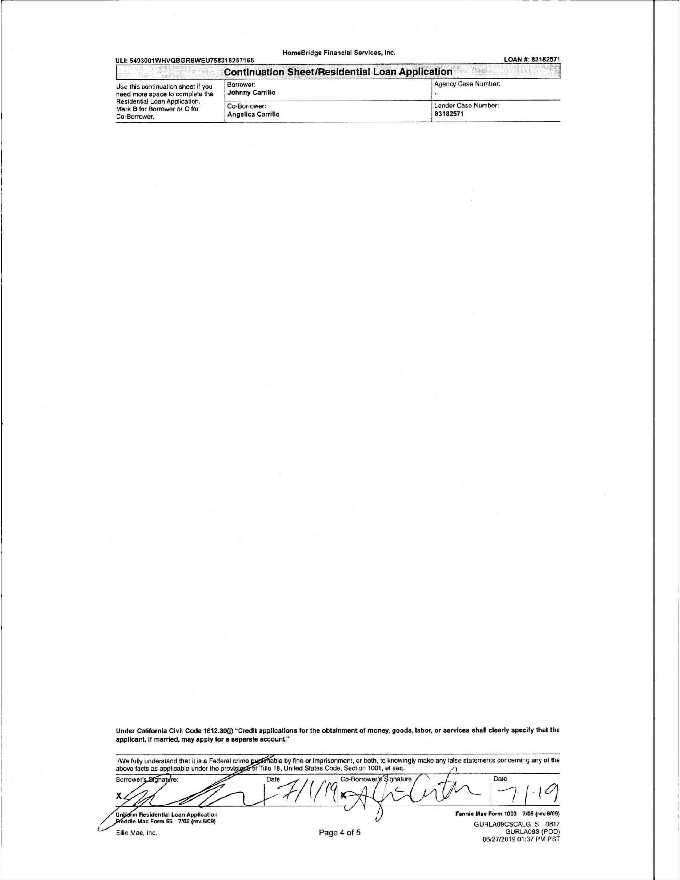 HomeBridge Financial Services, Inc.
ULI: 5493001WHVQBGR8WEU758318257165
LOAN #: 83182571
Continuation Sheet/Residential Loan Application
Use this continuation sheet if you
need more space to complete the
Residential Loan Application.
Mark B for Borrower or C for
Co-Borrower.
Borrower:
Johnny Carrillo
Agency Case Number:
Co-Borrower:
Angelica Carrillo
Lender Case Number:
83182571
Under California Civil Code 1812.30(j) "Credit applications for the obtainment of money, goods, labor, or services shall clearly specify that the
applicant, if married, may apply for a separate account."
I/We fully understand that it is a Federal crime punishable by fine or imprisonment, or both, to knowingly make any false statements concerning any of the
above facts as applicable under the provisions of Title 18, United States Code, Section 1001, et seq.
Borrower's Signature:
Date
Co-Borrower's Signature
Date
X
7/1/19
X
7-1-19
Uniform Residential Loan Application
Freddie Mac Form 65 7/05 (rev.6/09)
Fannie Mae Form 1003 7/05 (rev.6/09)
Ellie Mae, Inc.
Page 4 of 5
GURLA09CSCALG_S 0817
GURLA09S (POD)
06/27/2019 01:37 PM PST